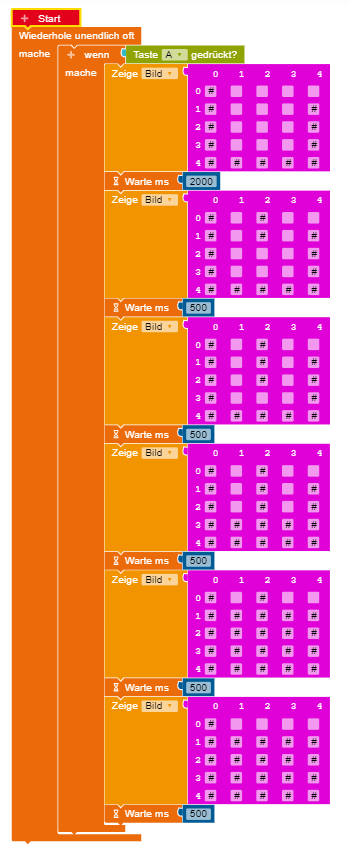 + Start
Wiederhole unendlich oft
mache + wenn Taste A gedrückt?
mache Zeige Bild 0 1 2 3 4
0 #
1 # #
2 # #
3 # #
4 # # # # #
Warte ms 2000
Zeige Bild 0 1 2 3 4
0 # #
1 # # #
2 # #
3 # #
4 # # # # #
Warte ms 500
Zeige Bild 0 1 2 3 4
0 # #
1 # # #
2 # # #
3 # #
4 # # # # #
Warte ms 500
Zeige Bild 0 1 2 3 4
0 # #
1 # # #
2 # # #
3 # # # # #
4 # # # # #
Warte ms 500
Zeige Bild 0 1 2 3 4
0 # #
1 # # # # #
2 # # # # #
3 # # # # #
4 # # # # #
Warte ms 500
Zeige Bild 0 1 2 3 4
0 #
1 # # # # #
2 # # # # #
3 # # # # #
4 # # # # #
Warte ms 500